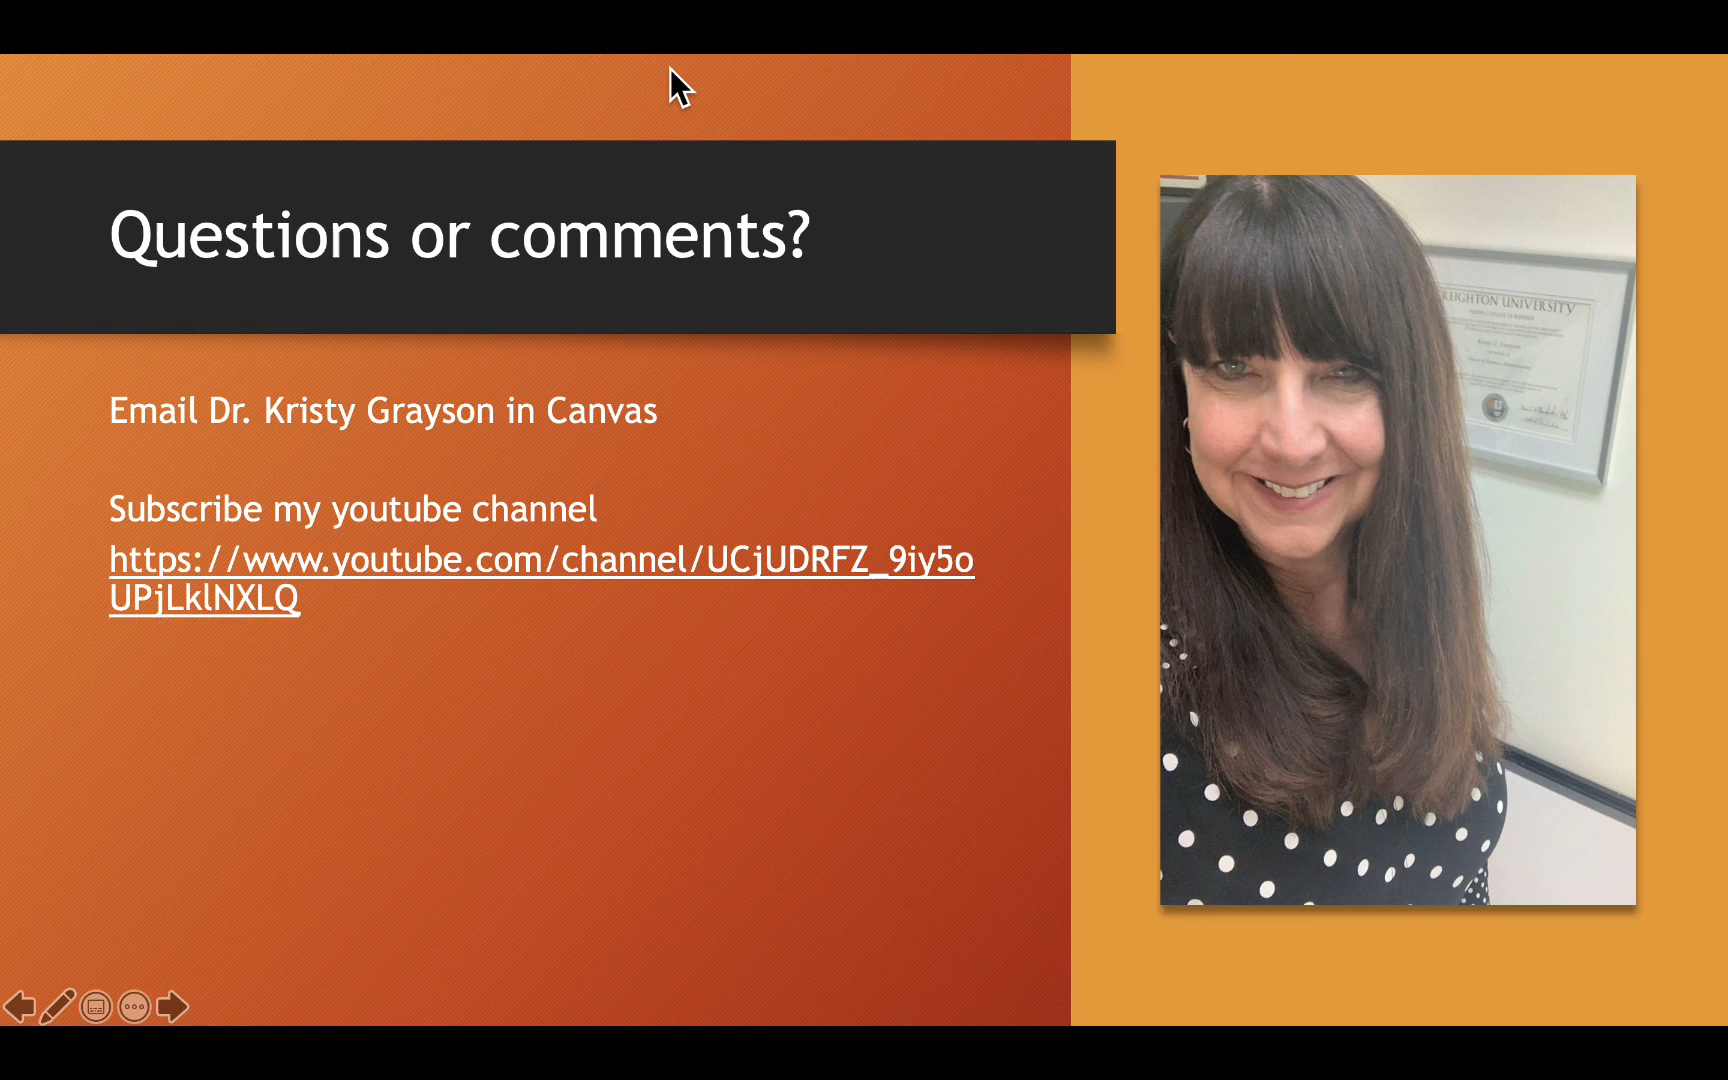 Questions or comments?
Email Dr. Kristy Grayson in Canvas
Subscribe my youtube channel
https://www.youtube.com/channel/UCjUDRFZ_9iy5o
UPjLklNXLQ
REIGHTON UNIVERSITY